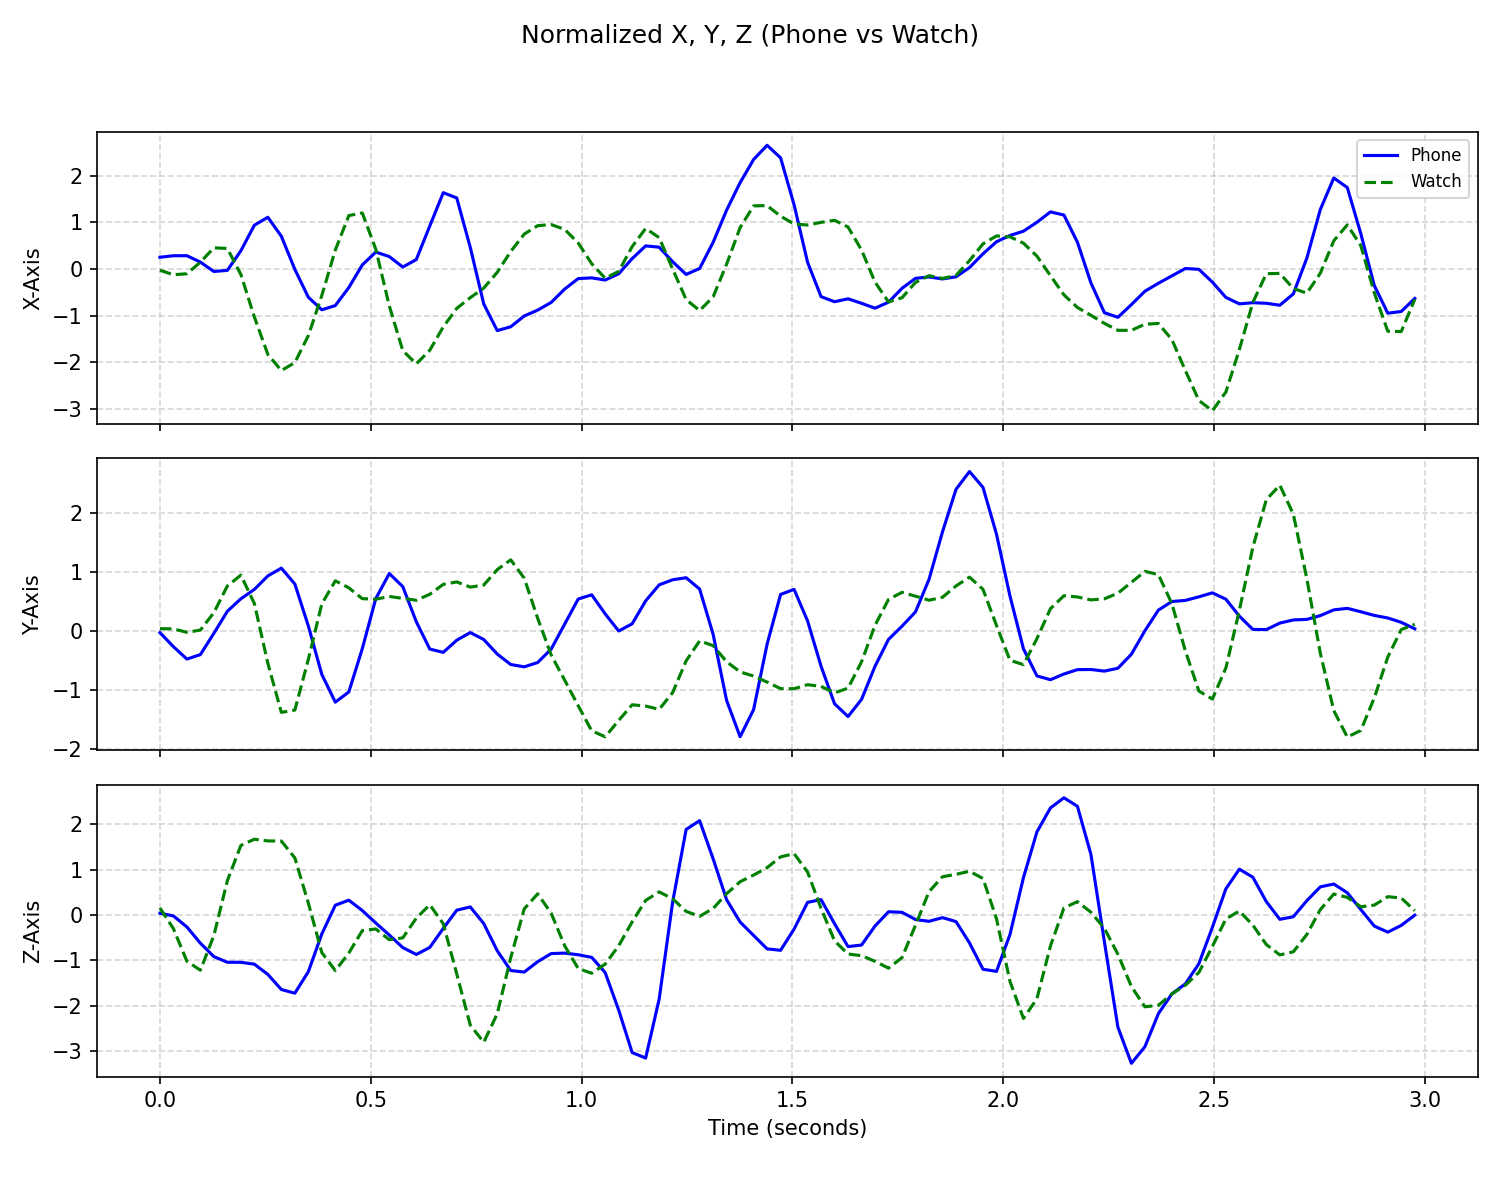 Normalized X, Y, Z (Phone vs Watch)
Phone
Watch
X-Axis
2
1
0
−1
−2
−3
Y-Axis
2
1
0
−1
−2
Z-Axis
2
1
0
−1
−2
−3
0.0 0.5 1.0 1.5 2.0 2.5 3.0
Time (seconds)